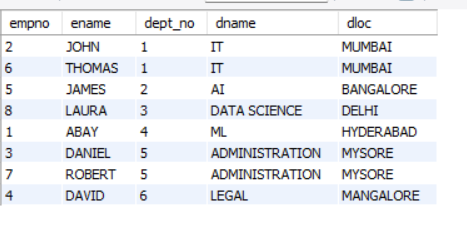 empno ename dept_no dname dloc
2 JOHN 1 IT MUMBAI
6 THOMAS 1 IT MUMBAI
5 JAMES 2 AI BANGALORE
8 LAURA 3 DATA SCIENCE DELHI
1 ABAY 4 ML HYDERABAD
3 DANIEL 5 ADMINISTRATION MYSORE
7 ROBERT 5 ADMINISTRATION MYSORE
4 DAVID 6 LEGAL MANGALORE